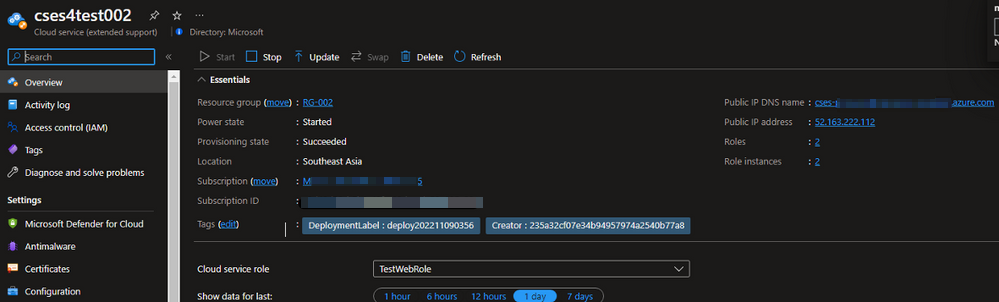 cses4test002
Cloud service (extended support)
Directory: Microsoft
Search
«
Start
Stop
Update
Swap
Delete
Refresh
Overview
Activity log
Access control (IAM)
Tags
Diagnose and solve problems
Settings
Microsoft Defender for Cloud
Antimalware
Certificates
Configuration
Essentials
Resource group (move) : RG-002
Power state : Started
Provisioning state : Succeeded
Location : Southeast Asia
Subscription (move) : M 5
Subscription ID :
Tags (edit) : DeploymentLabel : deploy202211090356 Creator : 235a32cf07e34b94957974a2540b77a8
Public IP DNS name : cses- .azure.com
Public IP address : 52.163.222.112
Roles : 2
Role instances : 2
Cloud service role TestWebRole
Show data for last: 1 hour 6 hours 12 hours 1 day 7 days